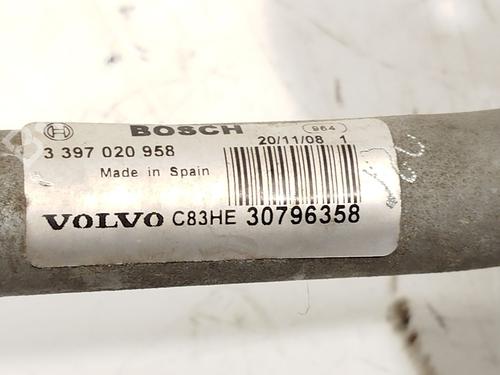 BOSCH
964
3 397 020 958
20/11/08 1
Made in Spain
VOLVO C83HE 30796358